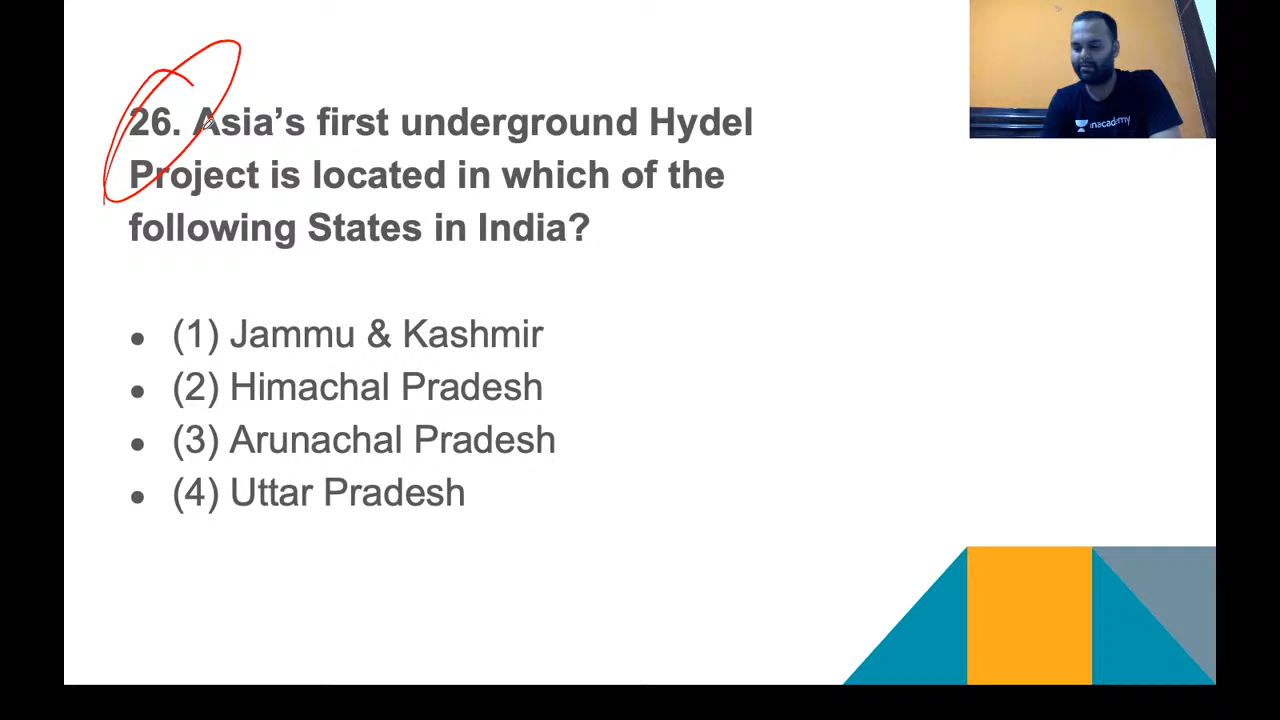 26. Asia’s first underground Hydel
Project is located in which of the
following States in India?
• (1) Jammu & Kashmir
• (2) Himachal Pradesh
• (3) Arunachal Pradesh
• (4) Uttar Pradesh
unacademy